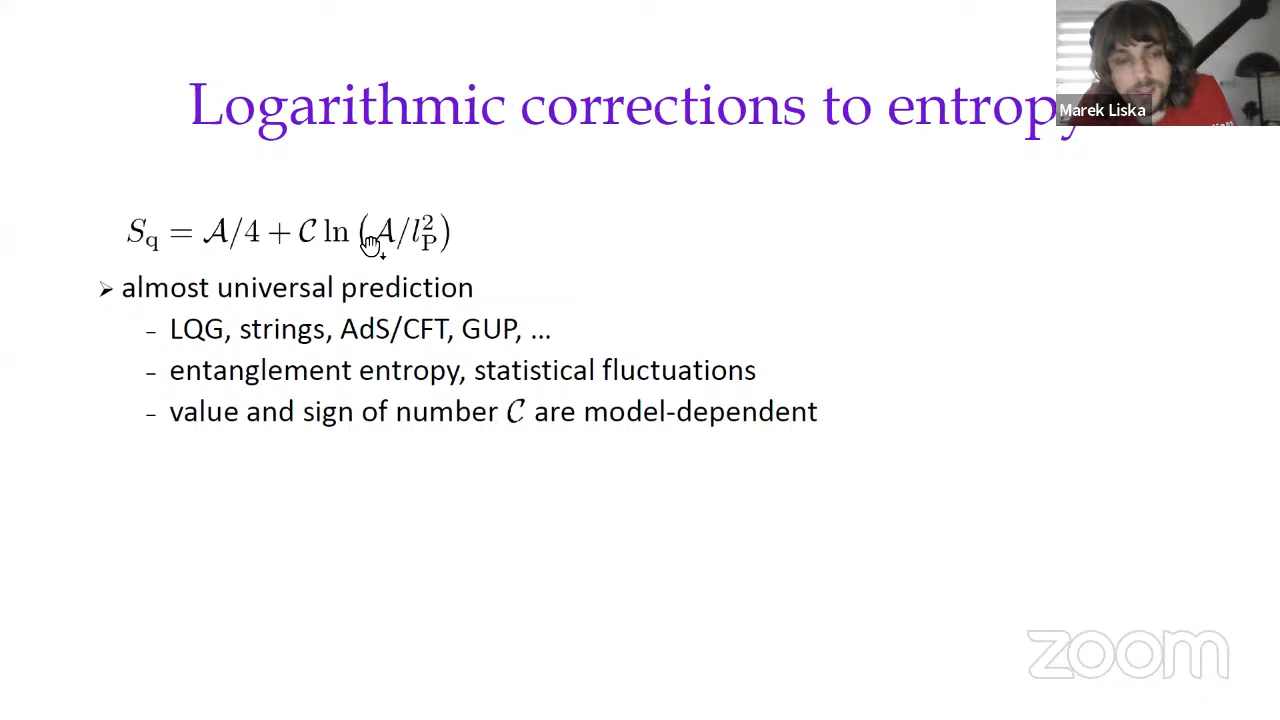 Logarithmic corrections to entropy
Marek Liska
S_q = 𝒜/4 + 𝒞 ln (𝒜/l_P^2)
➢ almost universal prediction
– LQG, strings, AdS/CFT, GUP, ...
– entanglement entropy, statistical fluctuations
– value and sign of number 𝒞 are model-dependent
zoom